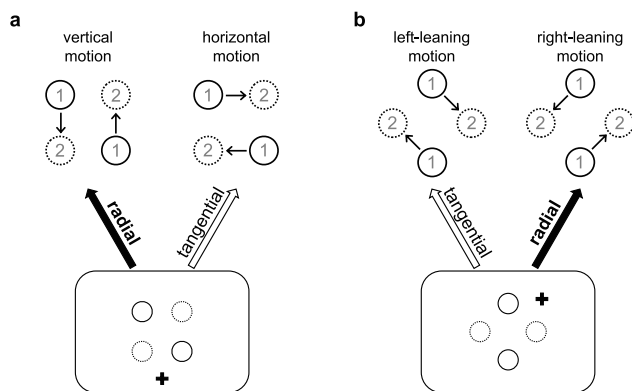 a
vertical motion
horizontal motion
1
2
1
2
2
1
2
1
radial
tangential
b
left-leaning motion
right-leaning motion
1
1
2
2
2
2
1
1
tangential
radial